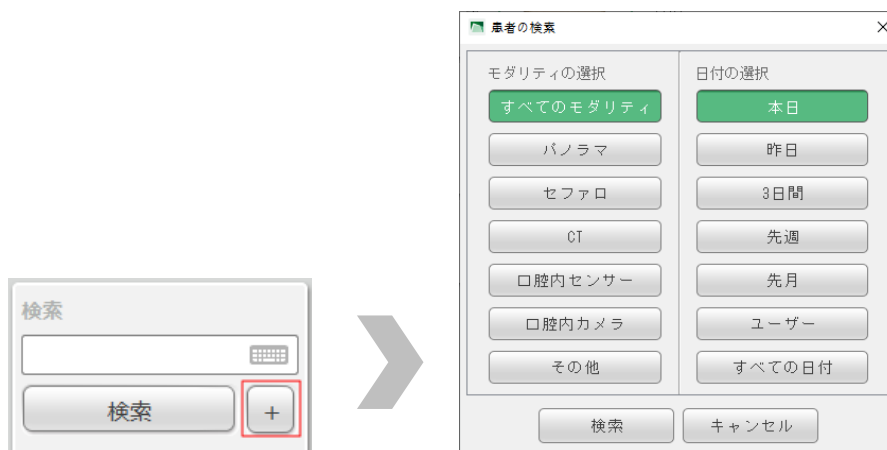 検索
検索
+
患者の検索
モダリティの選択
すべてのモダリティ
パノラマ
セファロ
CT
口腔内センサー
口腔内カメラ
その他
日付の選択
本日
昨日
3日間
先週
先月
ユーザー
すべての日付
検索
キャンセル